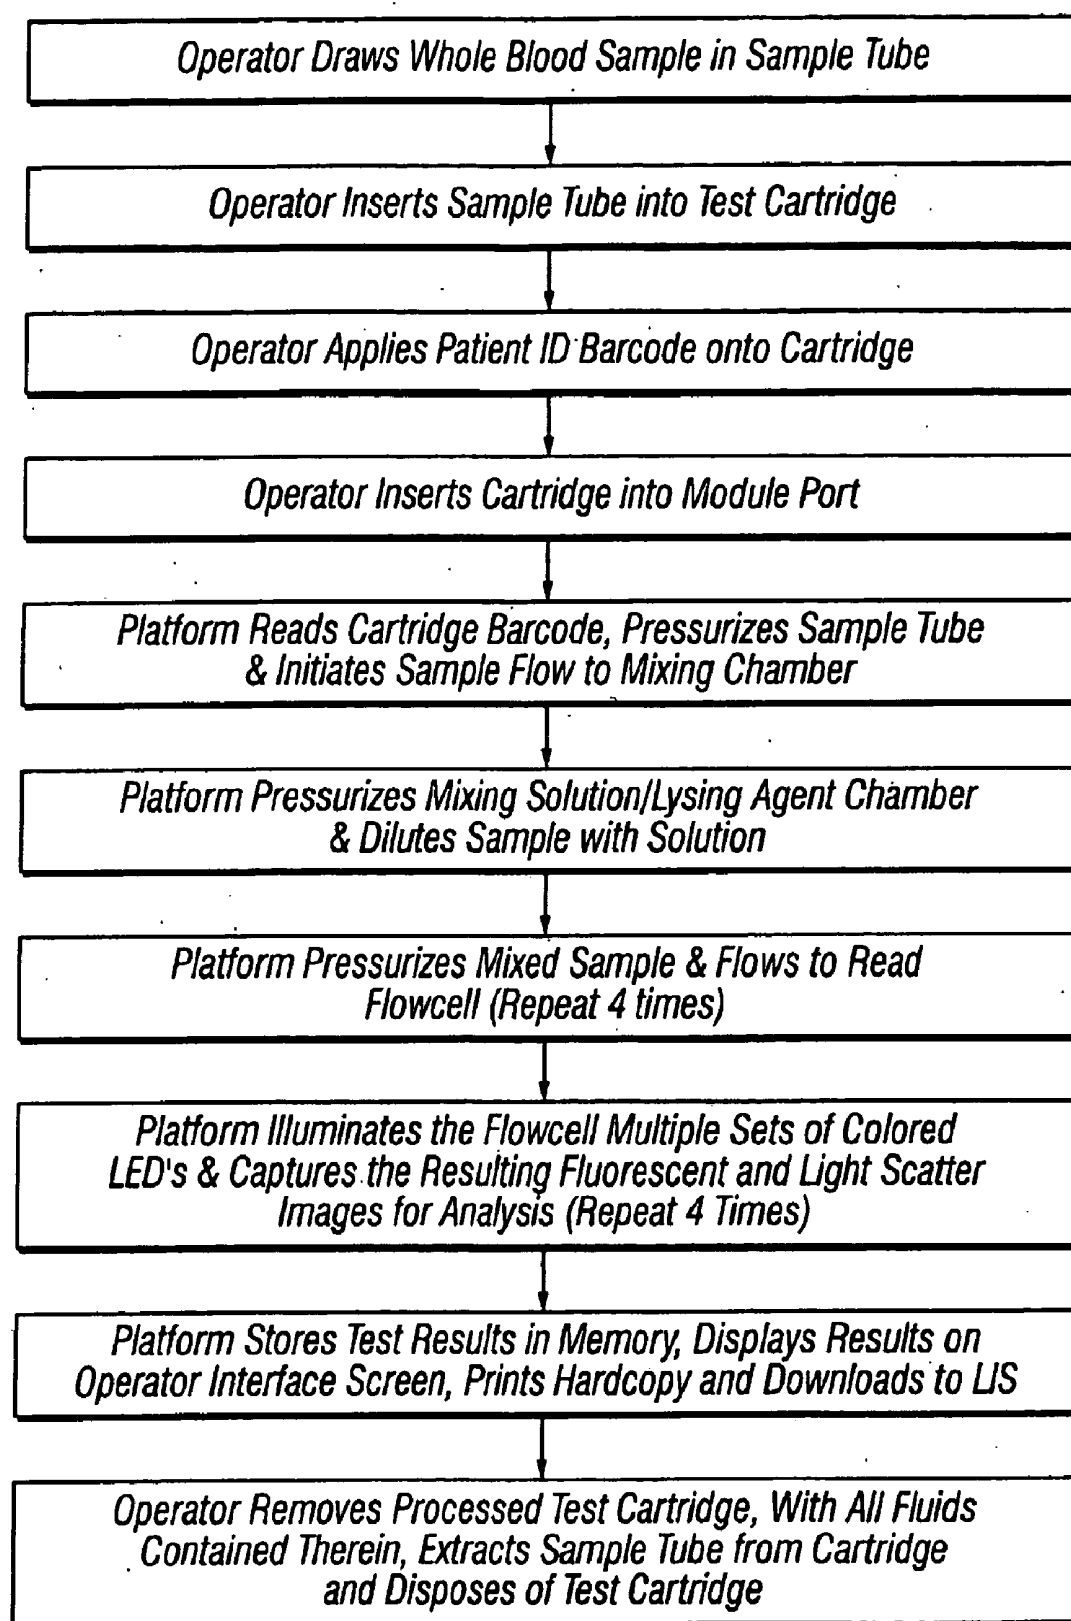 Operator Draws Whole Blood Sample in Sample Tube
Operator Inserts Sample Tube into Test Cartridge
Operator Applies Patient ID Barcode onto Cartridge
Operator Inserts Cartridge into Module Port
Platform Reads Cartridge Barcode, Pressurizes Sample Tube
& Initiates Sample Flow to Mixing Chamber
Platform Pressurizes Mixing Solution/Lysing Agent Chamber
& Dilutes Sample with Solution
Platform Pressurizes Mixed Sample & Flows to Read
Flowcell (Repeat 4 times)
Platform Illuminates the Flowcell Multiple Sets of Colored
LED's & Captures the Resulting Fluorescent and Light Scatter
Images for Analysis (Repeat 4 Times)
Platform Stores Test Results in Memory, Displays Results on
Operator Interface Screen, Prints Hardcopy and Downloads to LIS
Operator Removes Processed Test Cartridge, With All Fluids
Contained Therein, Extracts Sample Tube from Cartridge
and Disposes of Test Cartridge